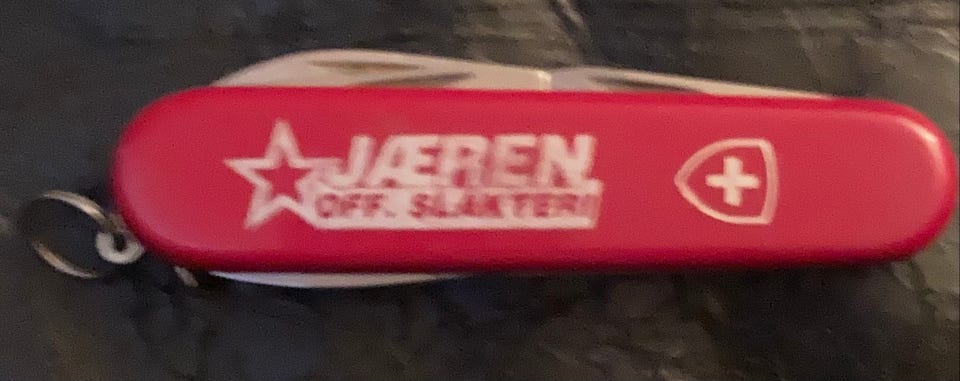 JÆREN
OFF. SLAKTERI